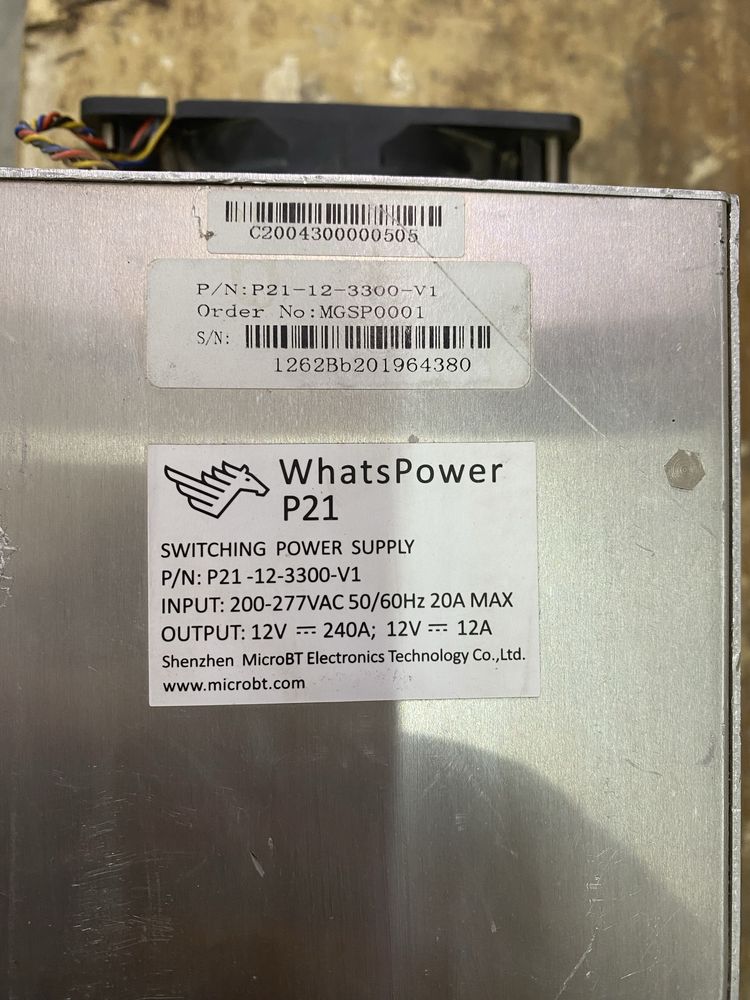 C2004300000505
P/N:P21-12-3300-V1
Order No:MGSP0001
S/N:
1262Bb201964380
WhatsPower
P21
SWITCHING POWER SUPPLY
P/N: P21 -12-3300-V1
INPUT: 200-277VAC 50/60Hz 20A MAX
OUTPUT: 12V ⎓ 240A; 12V ⎓ 12A
Shenzhen MicroBT Electronics Technology Co.,Ltd.
www.microbt.com